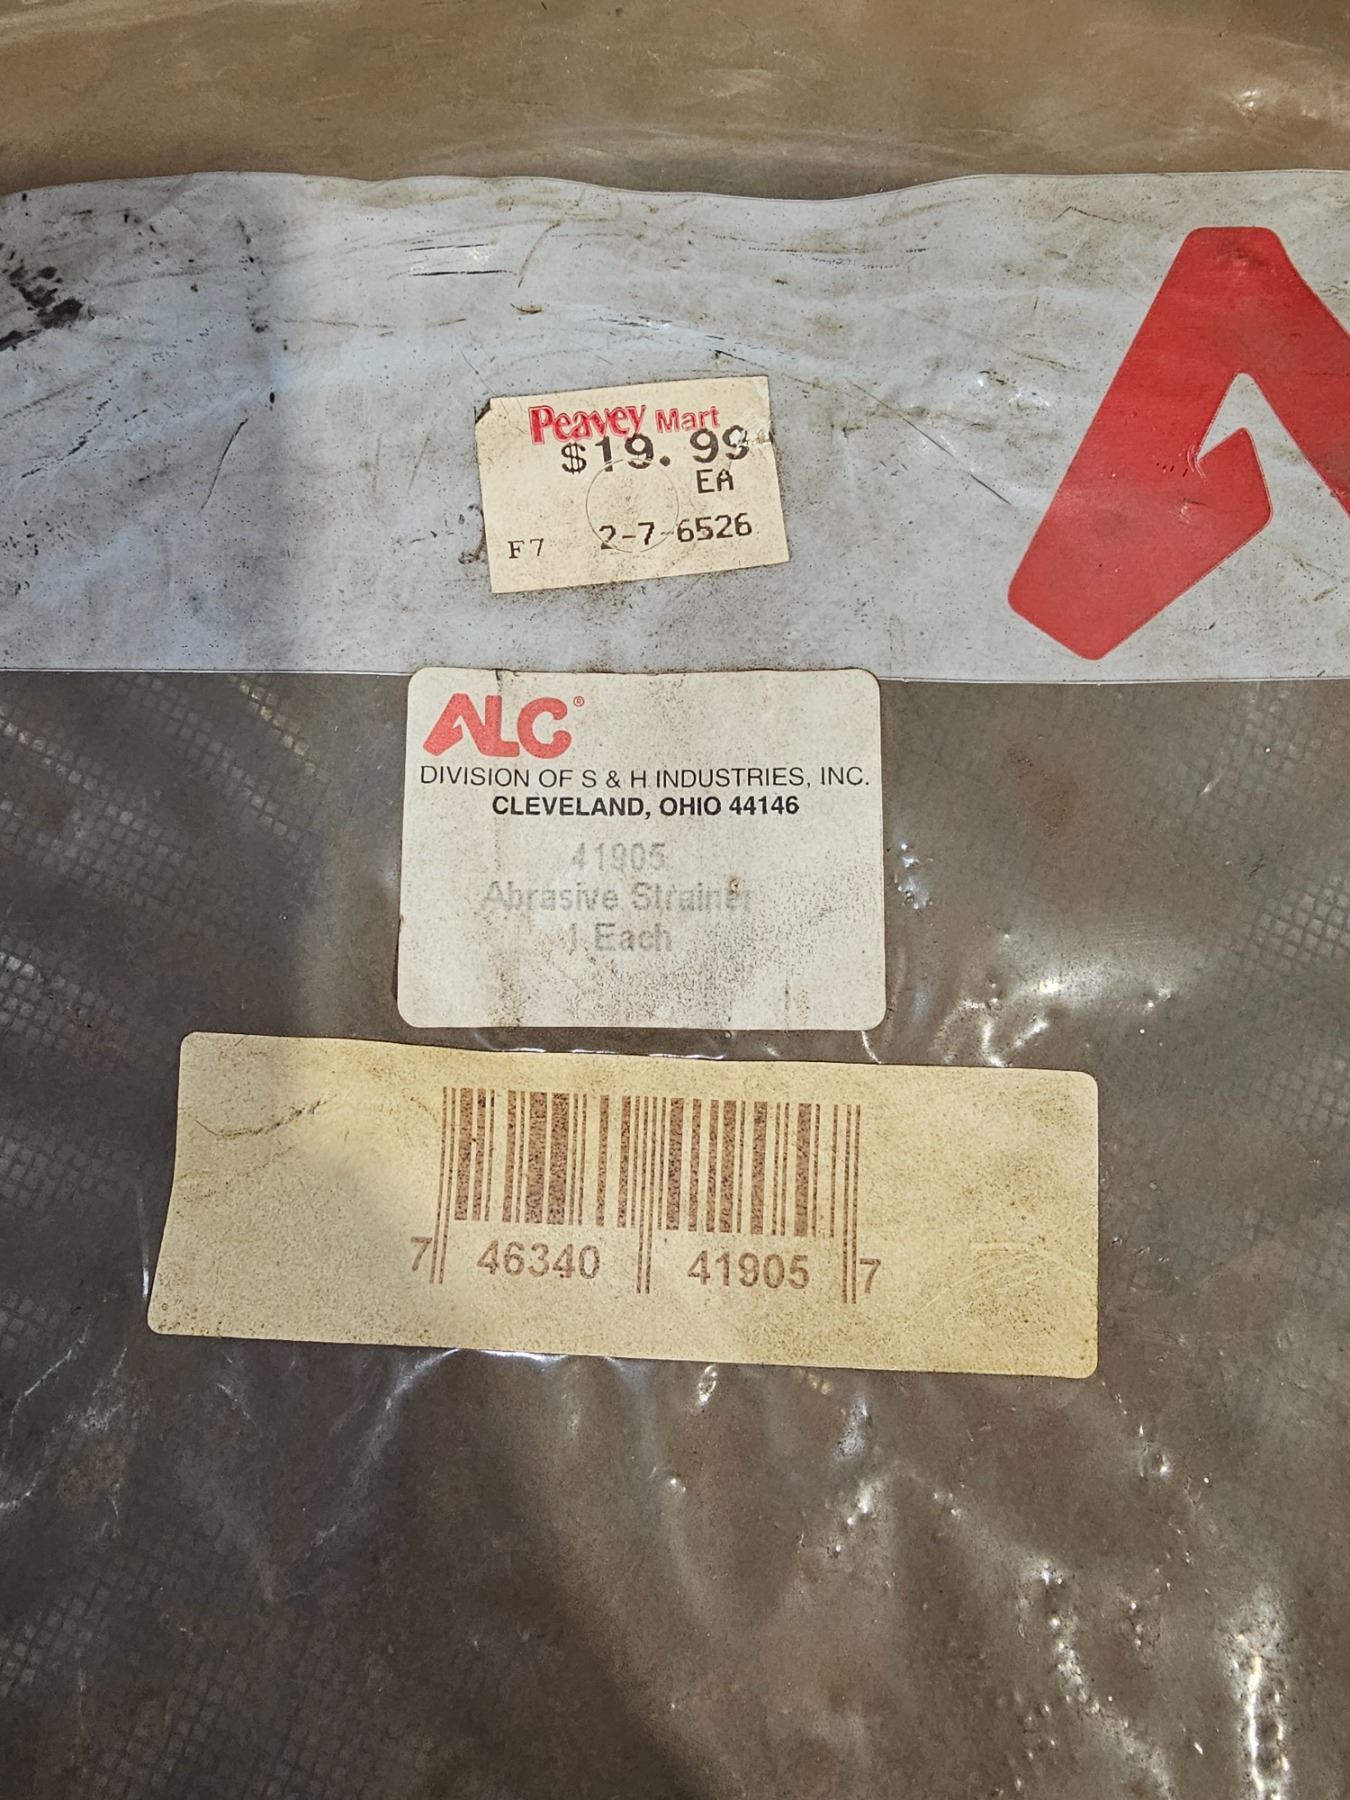 Peavey Mart
$19.99
EA
F7 2-7-6526
ALC®
DIVISION OF S & H INDUSTRIES, INC.
CLEVELAND, OHIO 44146
41905
Abrasive Strainer
1 Each
7 46340 41905 7